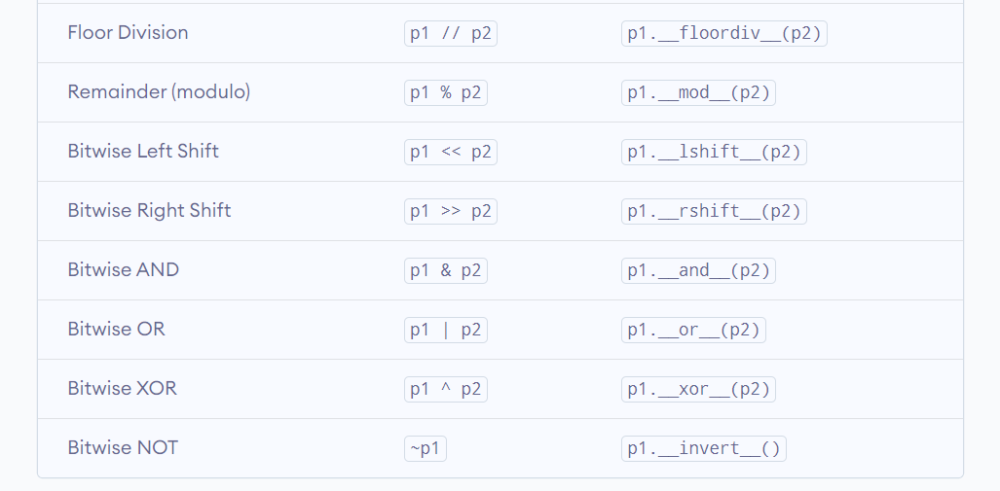 Floor Division p1 // p2 p1.__floordiv__(p2)
Remainder (modulo) p1 % p2 p1.__mod__(p2)
Bitwise Left Shift p1 << p2 p1.__lshift__(p2)
Bitwise Right Shift p1 >> p2 p1.__rshift__(p2)
Bitwise AND p1 & p2 p1.__and__(p2)
Bitwise OR p1 | p2 p1.__or__(p2)
Bitwise XOR p1 ^ p2 p1.__xor__(p2)
Bitwise NOT ~p1 p1.__invert__()